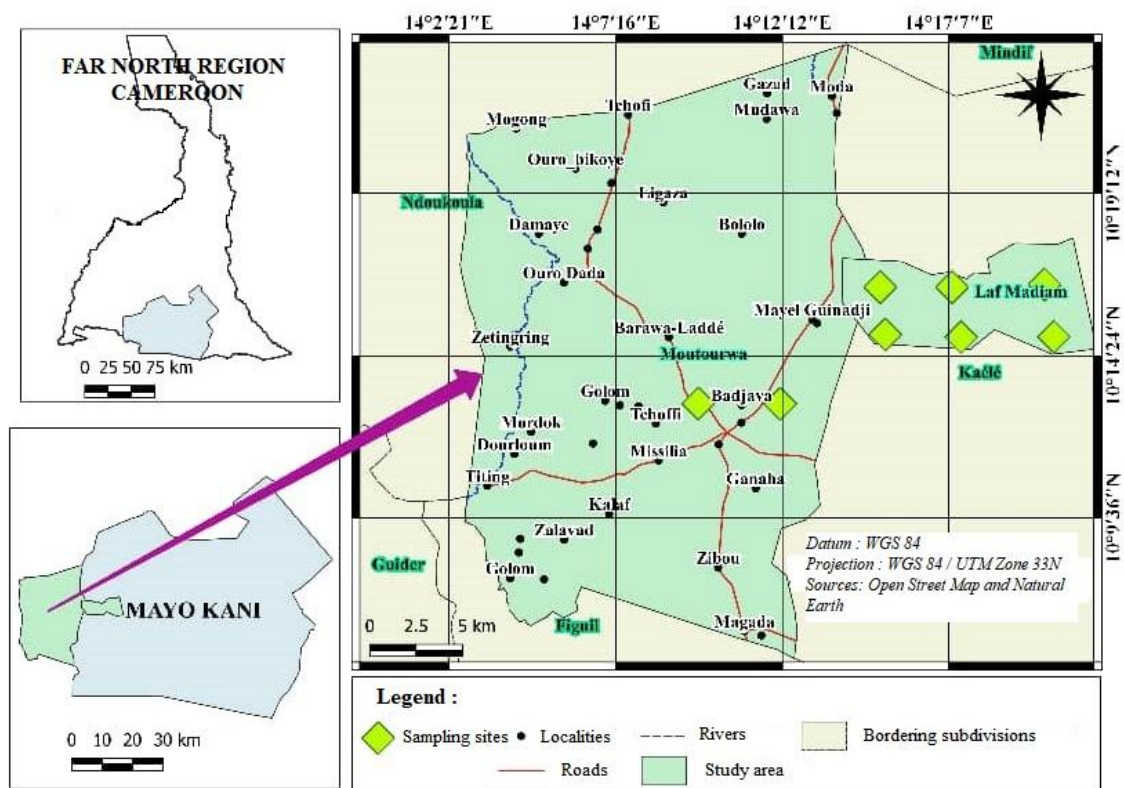 FAR NORTH REGION
CAMEROON
0 25 50 75 km
MAYO KANI
0 10 20 30 km
14°2'21"E 14°7'16"E 14°12'12"E 14°17'7"E
Mindif
Gazad
Moda
Tchofi
Mudawa
Mogong
Ouro_bikoye
10°19'12"N
Ndoukoula
Ligaza
Damaye
Bololo
Ouro Dada
Laf Madjam
Mayel Guinadji
Barawa-Laddé
Zetingring
Moutourwa
10°14'24"N
Kaélé
Golom
Badjava
Tchoffi
Murdok
Dourloum
Missilia
Titing
Ganaha
Kalaf
10°9'36"N
Zalavad
Guider
Golom
Zibou
Datum : WGS 84
Projection : WGS 84 / UTM Zone 33N
Sources: Open Street Map and Natural
Earth
Figuil
Magada
0 2.5 5 km
Legend :
Sampling sites Localities Rivers Bordering subdivisions
Roads Study area